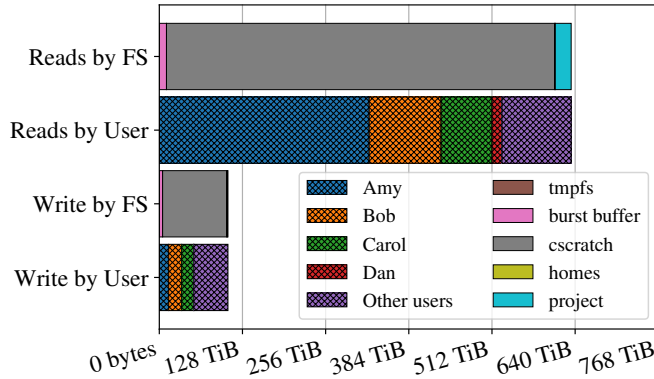 Reads by FS
Reads by User
Write by FS
Write by User
Amy
Bob
Carol
Dan
Other users
tmpfs
burst buffer
cscratch
homes
project
0 bytes
128 TiB
256 TiB
384 TiB
512 TiB
640 TiB
768 TiB